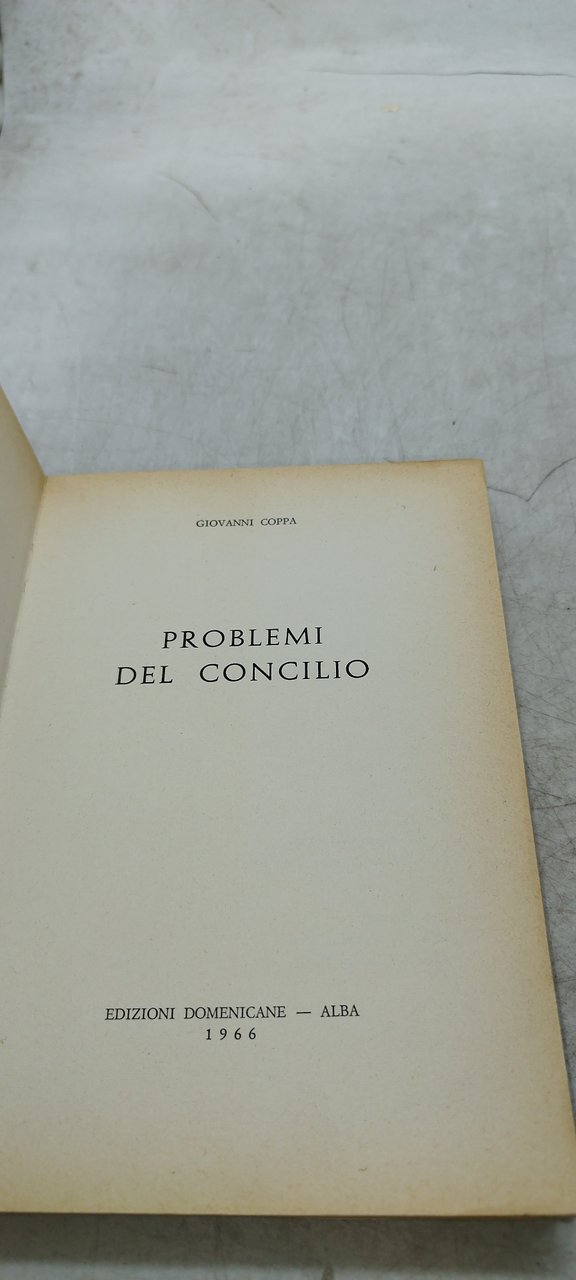 GIOVANNI COPPA
PROBLEMI
DEL CONCILIO
EDIZIONI DOMENICANE — ALBA
1966